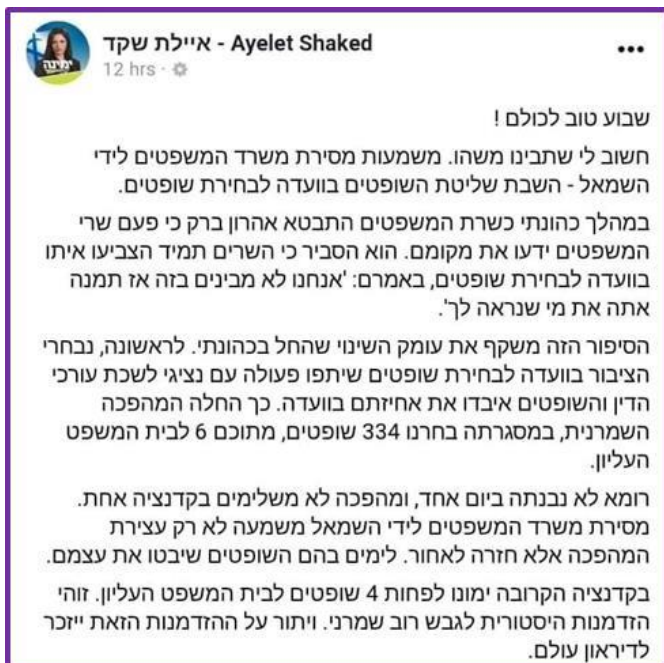 איילת שקד - Ayelet Shaked
12 hrs
ימינה
שבוע טוב לכולם !
חשוב לי שתבינו משהו. משמעות מסירת משרד המשפטים לידי
השמאל - השבת שליטת השופטים בוועדה לבחירת שופטים.
במהלך כהונתי כשרת המשפטים התבטא אהרון ברק כי פעם שרי
המשפטים ידעו את מקומם. הוא הסביר כי השרים תמיד הצביעו איתו
בוועדה לבחירת שופטים, באמרם: 'אנחנו לא מבינים בזה אז תמנה
אתה את מי שנראה לך'.
הסיפור הזה משקף את עומק השינוי שהחל בכהונתי. לראשונה, נבחרי
הציבור בוועדה לבחירת שופטים שיתפו פעולה עם נציגי לשכת עורכי
הדין והשופטים איבדו את אחיזתם בוועדה. כך החלה המהפכה
השמרנית, במסגרתה בחרנו 334 שופטים, מתוכם 6 לבית המשפט
העליון.
רומא לא נבנתה ביום אחד, ומהפכה לא משלימים בקדנציה אחת.
מסירת משרד המשפטים לידי השמאל משמעה לא רק עצירת
המהפכה אלא חזרה לאחור. לימים בהם השופטים שיבטו את עצמם.
בקדנציה הקרובה ימונו לפחות 4 שופטים לבית המשפט העליון. זוהי
הזדמנות היסטורית לגבש רוב שמרני. ויתור על ההזדמנות הזאת ייזכר
לדיראון עולם.